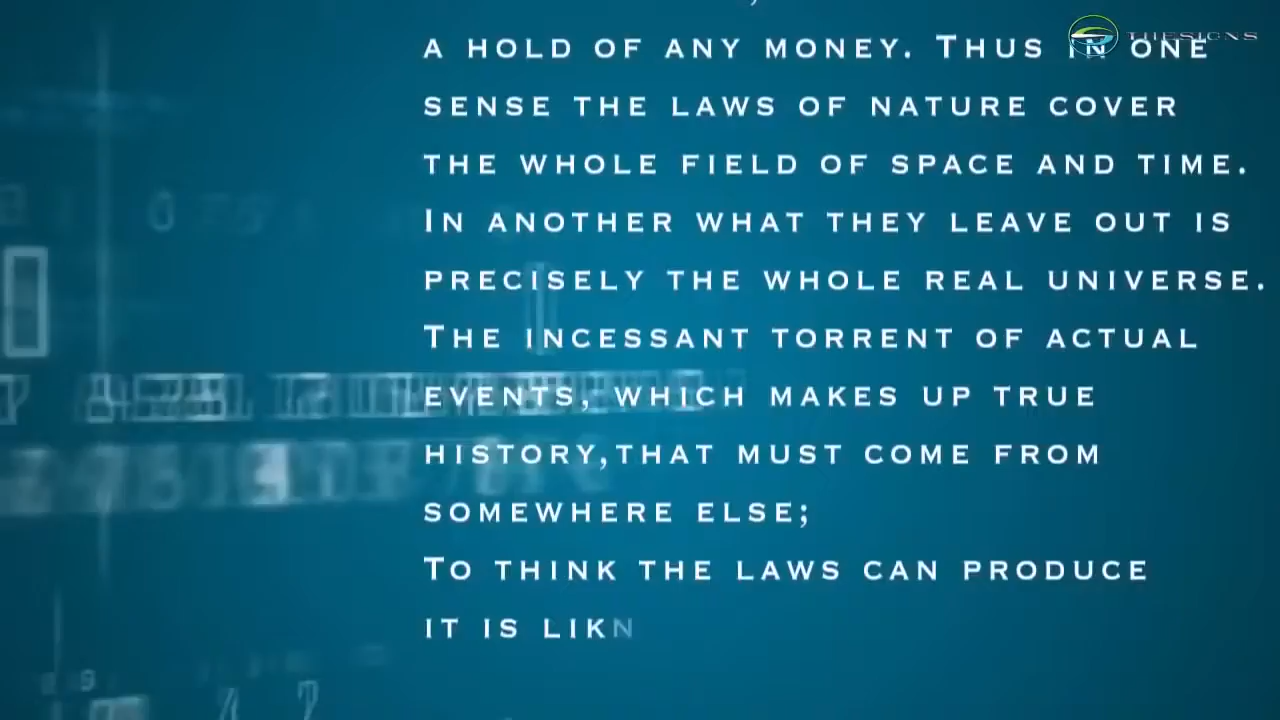 A HOLD OF ANY MONEY. THUS IN ONE
SENSE THE LAWS OF NATURE COVER
THE WHOLE FIELD OF SPACE AND TIME.
IN ANOTHER WHAT THEY LEAVE OUT IS
PRECISELY THE WHOLE REAL UNIVERSE.
THE INCESSANT TORRENT OF ACTUAL
EVENTS, WHICH MAKES UP TRUE
HISTORY,THAT MUST COME FROM
SOMEWHERE ELSE;
TO THINK THE LAWS CAN PRODUCE
IT IS LIKN
THESIGNS